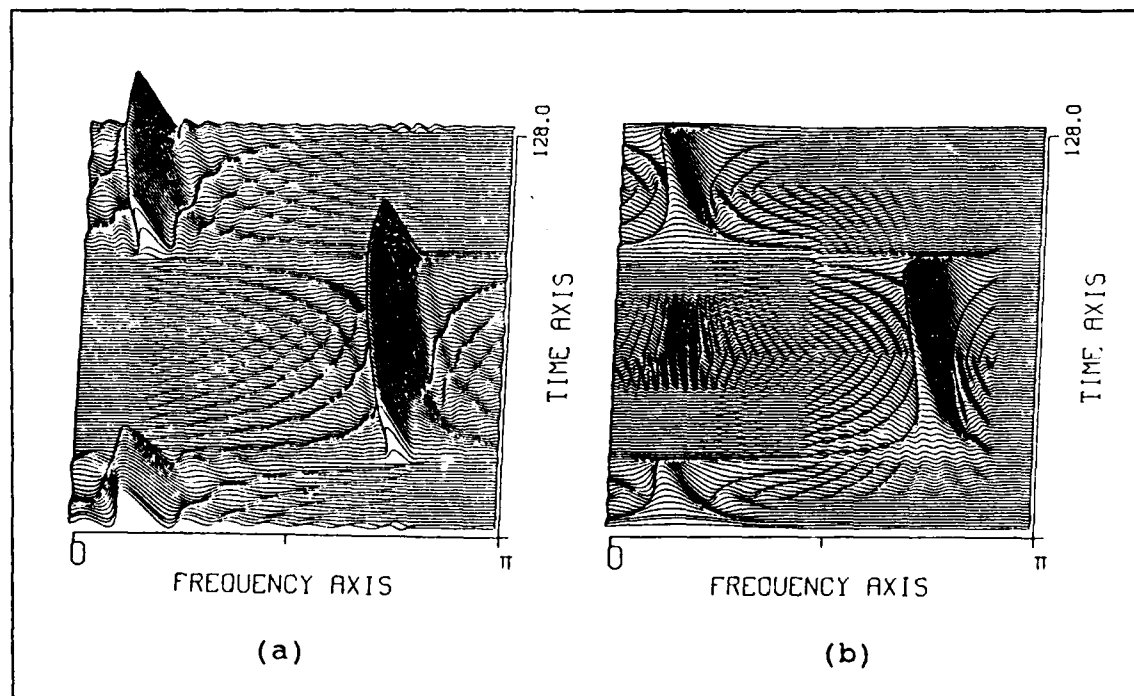 128.0
TIME AXIS
0
π
FREQUENCY AXIS
(a)
128.0
TIME AXIS
0
π
FREQUENCY AXIS
(b)